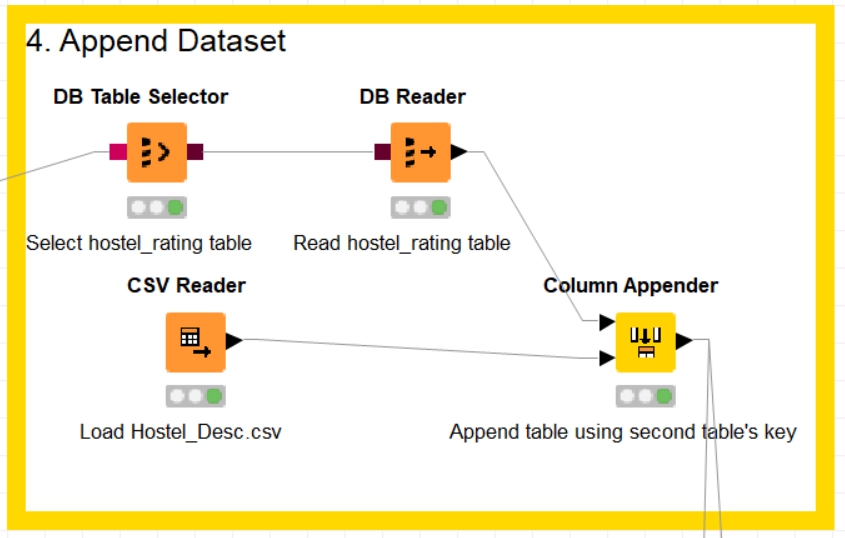 4. Append Dataset
DB Table Selector
DB Reader
Select hostel_rating table
Read hostel_rating table
CSV Reader
Column Appender
Load Hostel_Desc.csv
Append table using second table's key